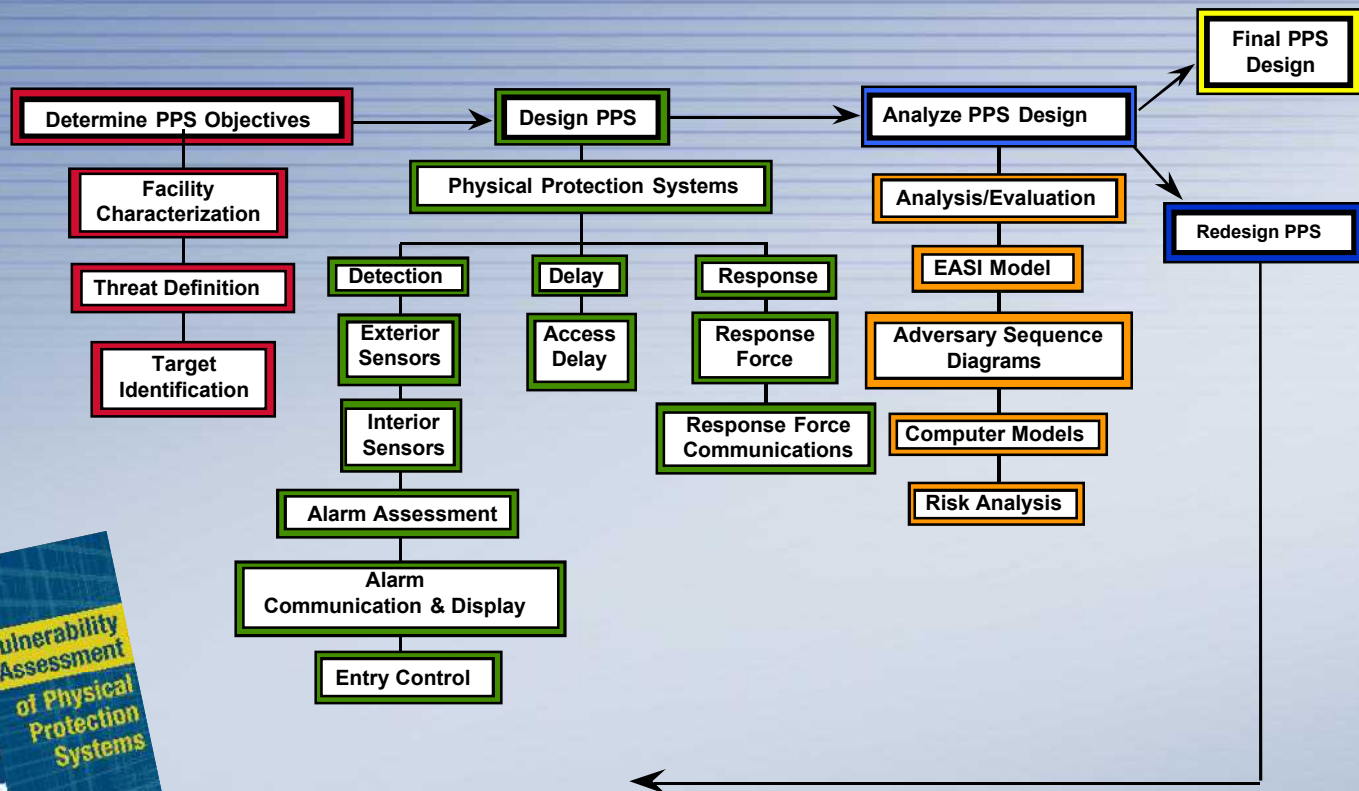 Final PPS
Design
Determine PPS Objectives
Design PPS
Analyze PPS Design
Facility
Characterization
Threat Definition
Target
Identification
Physical Protection Systems
Detection
Exterior
Sensors
Interior
Sensors
Alarm Assessment
Alarm
Communication & Display
Entry Control
Delay
Access
Delay
Response
Response
Force
Response Force
Communications
Analysis/Evaluation
EASI Model
Adversary Sequence
Diagrams
Computer Models
Risk Analysis
Redesign PPS
ulnerability
Assessment
of Physical
Protection
Systems